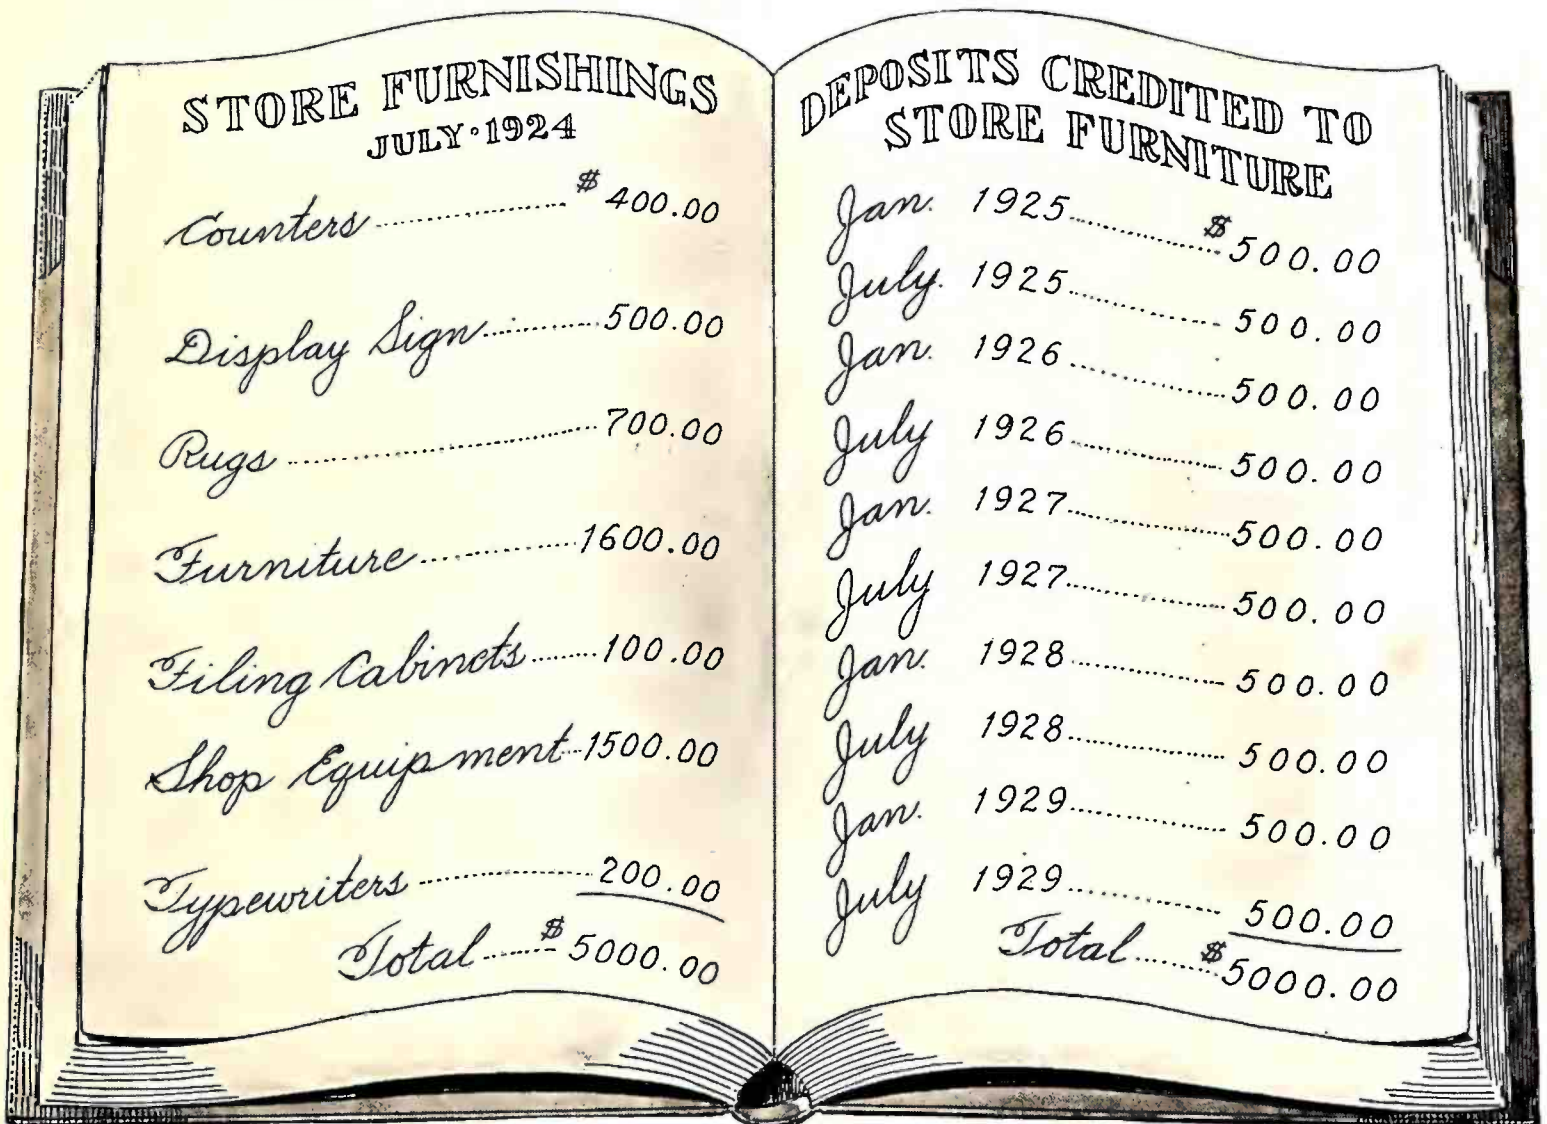 STORE FURNISHINGS
JULY·1924
Counters $ 400.00
Display Sign 500.00
Rugs 700.00
Furniture 1600.00
Filing Cabinets 100.00
Shop Equipment 1500.00
Typewriters 200.00
Total $ 5000.00
DEPOSITS CREDITED TO
STORE FURNITURE
Jan. 1925 $ 500.00
July. 1925 500.00
Jan. 1926 500.00
July 1926 500.00
Jan. 1927 500.00
July 1927 500.00
Jan. 1928 500.00
July 1928 500.00
Jan. 1929 500.00
July 1929 500.00
Total $ 5000.00